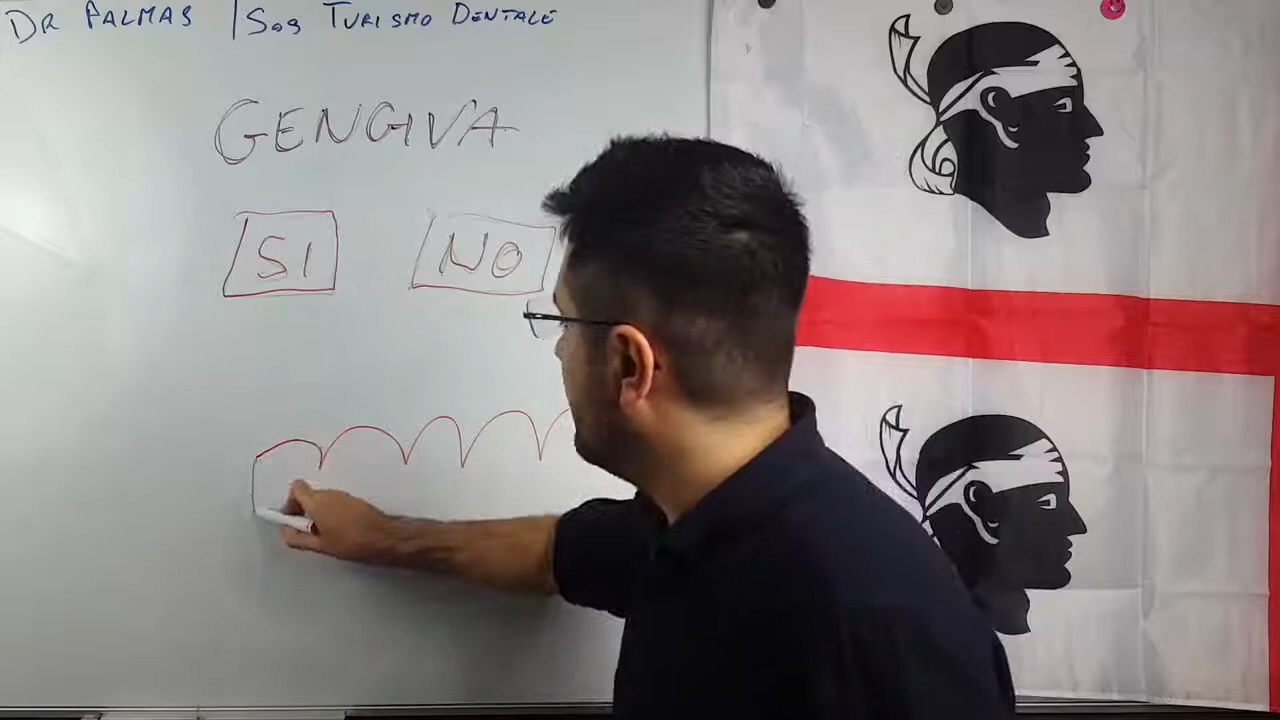 DR PALMAS | SOS TURISMO DENTALE
GENGIVA
SI NO